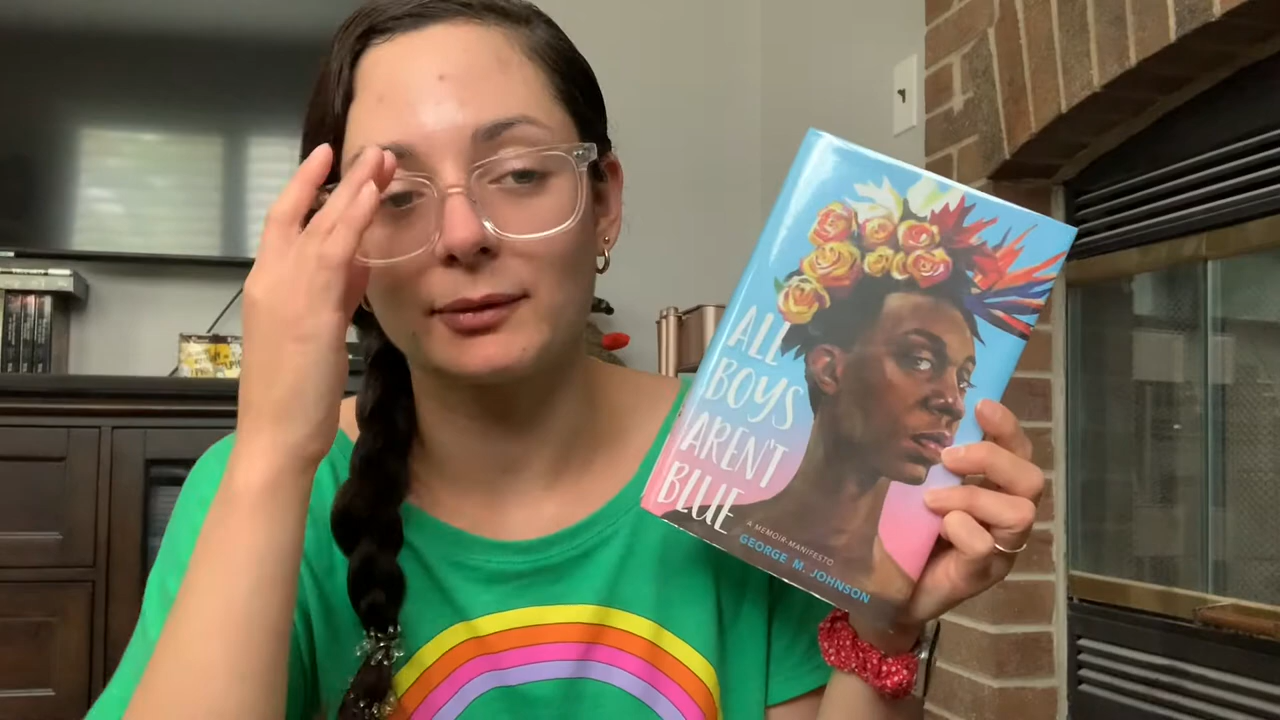 ALL
BOYS
AREN'T
BLUE
A MEMOIR-MANIFESTO
GEORGE M. JOHNSON